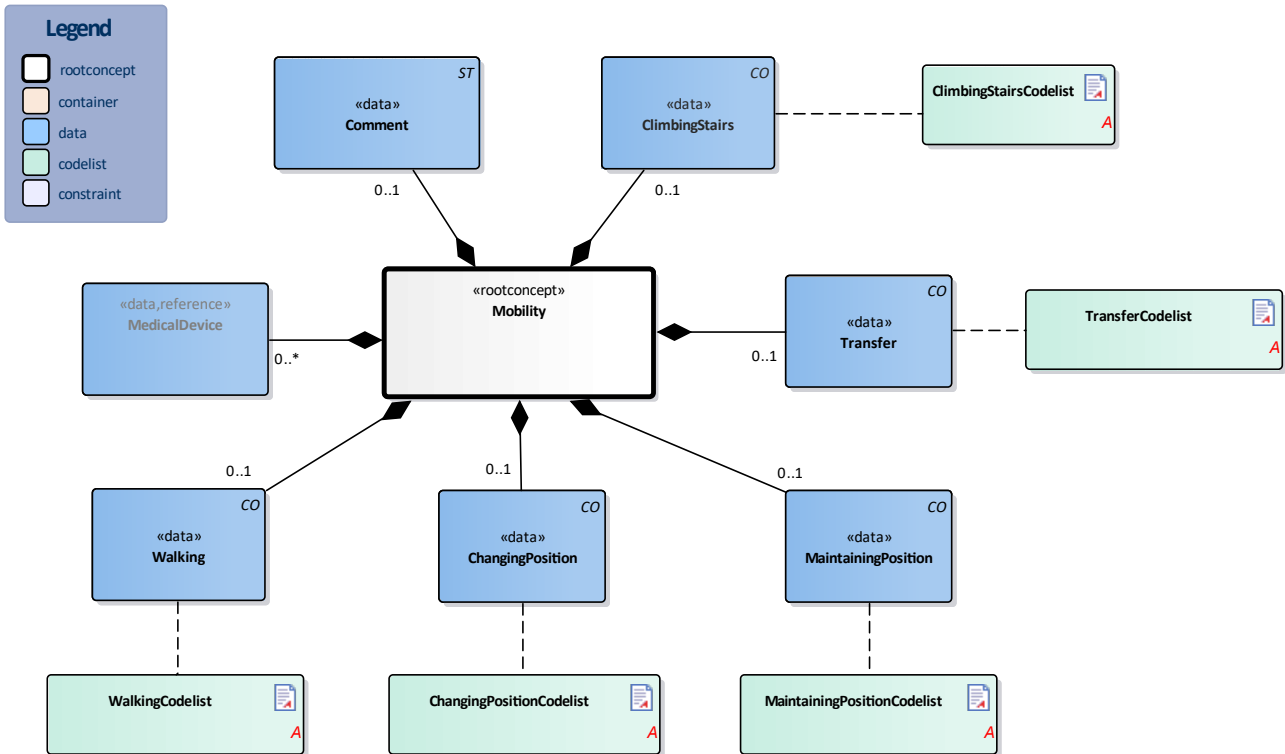 Legend
rootconcept
container
data
codelist
constraint
ST
«data»
Comment
0..1
CO
«data»
ClimbingStairs
0..1
ClimbingStairsCodelist
A
«data,reference»
MedicalDevice
0..*
«rootconcept»
Mobility
CO
«data»
Transfer
0..1
TransferCodelist
A
0..1
CO
«data»
Walking
0..1
CO
«data»
ChangingPosition
0..1
CO
«data»
MaintainingPosition
WalkingCodelist
A
ChangingPositionCodelist
A
MaintainingPositionCodelist
A